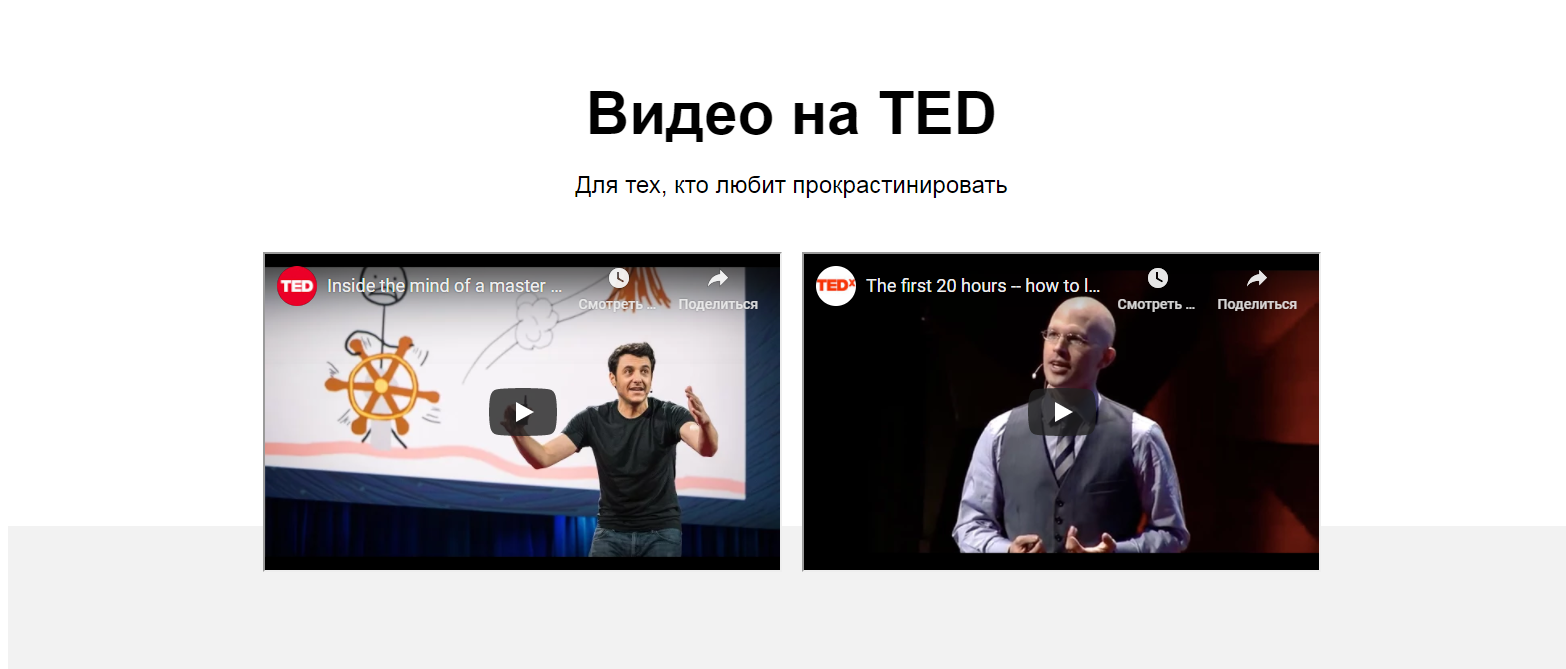 Видео на TED
Для тех, кто любит прокрастинировать
TED
Inside the mind of a master ...
Смотреть ...
Поделиться
TEDx
The first 20 hours -- how to l...
Смотреть ...
Поделиться